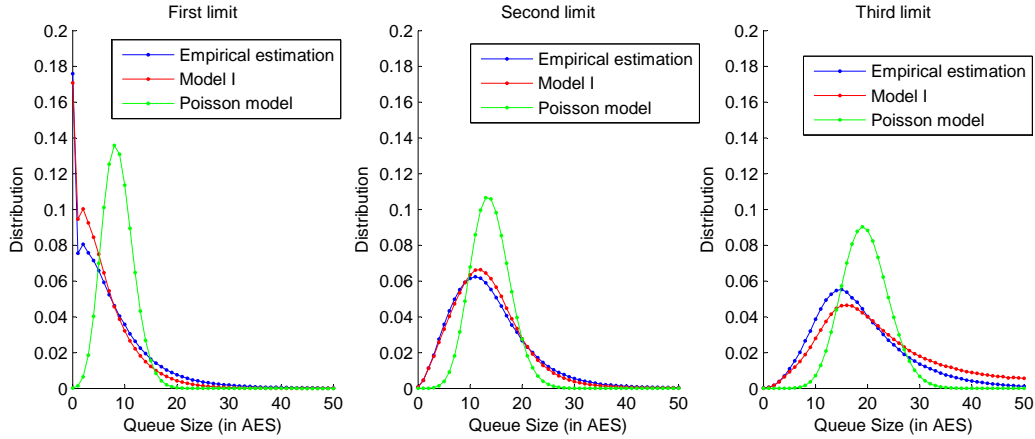 First limit
0.2
0.18
0.16
0.14
0.12
0.1
0.08
0.06
0.04
0.02
0
Distribution
Empirical estimation
Model I
Poisson model
0 10 20 30 40 50
Queue Size (in AES)
Second limit
0.2
0.18
0.16
0.14
0.12
0.1
0.08
0.06
0.04
0.02
0
Distribution
Empirical estimation
Model I
Poisson model
0 10 20 30 40 50
Queue Size (in AES)
Third limit
0.2
0.18
0.16
0.14
0.12
0.1
0.08
0.06
0.04
0.02
0
Distribution
Empirical estimation
Model I
Poisson model
0 10 20 30 40 50
Queue Size (in AES)